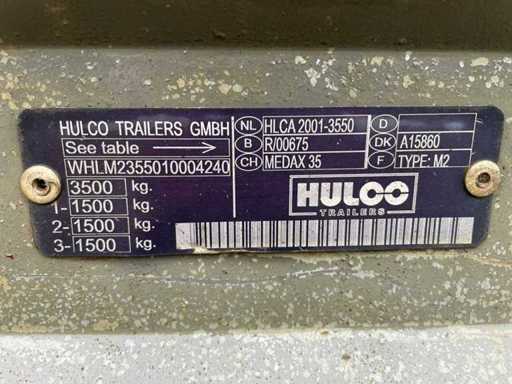 HULCO TRAILERS GMBH
See table
WHLM2355010004240
3500 kg.
1- 1500 kg.
2- 1500 kg.
3- 1500 kg.
NL HLCA 2001-3550
B R/00675
CH MEDAX 35
D
DK A15860
F TYPE: M2
HULCO
TRAILERS